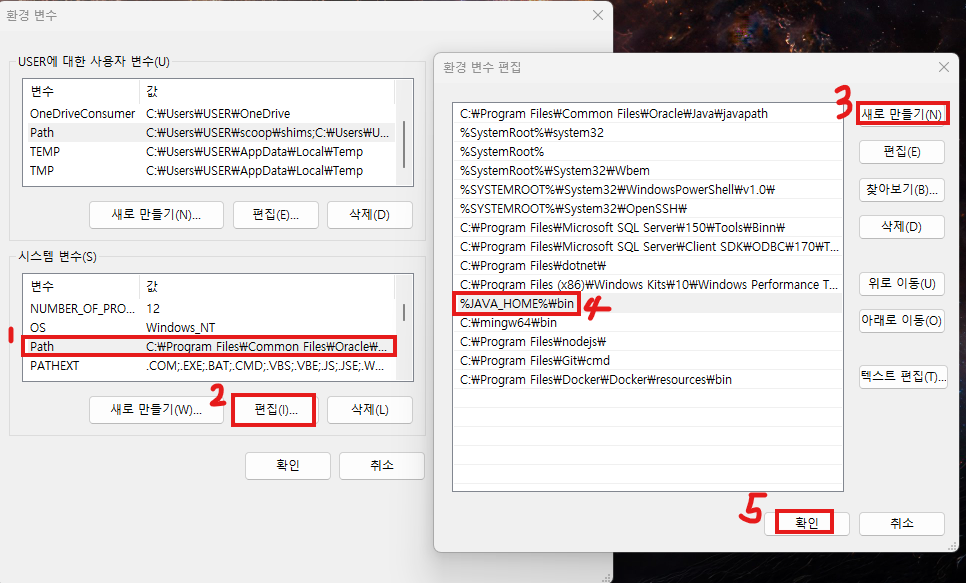 환경 변수
USER에 대한 사용자 변수(U)
변수 값
OneDriveConsumer C:₩Users₩USER₩OneDrive
Path C:₩Users₩USER₩scoop₩shims;C:₩Users₩U...
TEMP C:₩Users₩USER₩AppData₩Local₩Temp
TMP C:₩Users₩USER₩AppData₩Local₩Temp
새로 만들기(N)... 편집(E)... 삭제(D)
시스템 변수(S)
변수 값
NUMBER_OF_PRO... 12
OS Windows_NT
1 Path C:₩Program Files₩Common Files₩Oracle₩...
PATHEXT .COM;.EXE;.BAT;.CMD;.VBS;.VBE;.JS;.JSE;.W...
새로 만들기(W)... 2 편집(I)... 삭제(L)
확인 취소
환경 변수 편집
C:₩Program Files₩Common Files₩Oracle₩Java₩javapath
%SystemRoot%₩system32
%SystemRoot%
%SystemRoot%₩System32₩Wbem
%SYSTEMROOT%₩System32₩WindowsPowerShell₩v1.0₩
%SYSTEMROOT%₩System32₩OpenSSH₩
C:₩Program Files₩Microsoft SQL Server₩150₩Tools₩Binn₩
C:₩Program Files₩Microsoft SQL Server₩Client SDK₩ODBC₩170₩T...
C:₩Program Files₩dotnet₩
C:₩Program Files (x86)₩Windows Kits₩10₩Windows Performance T...
%JAVA_HOME%₩bin 4
C:₩mingw64₩bin
C:₩Program Files₩nodejs₩
C:₩Program Files₩Git₩cmd
C:₩Program Files₩Docker₩Docker₩resources₩bin
3 새로 만들기(N)
편집(E)
찾아보기(B)...
삭제(D)
위로 이동(U)
아래로 이동(O)
텍스트 편집(T)...
5 확인 취소